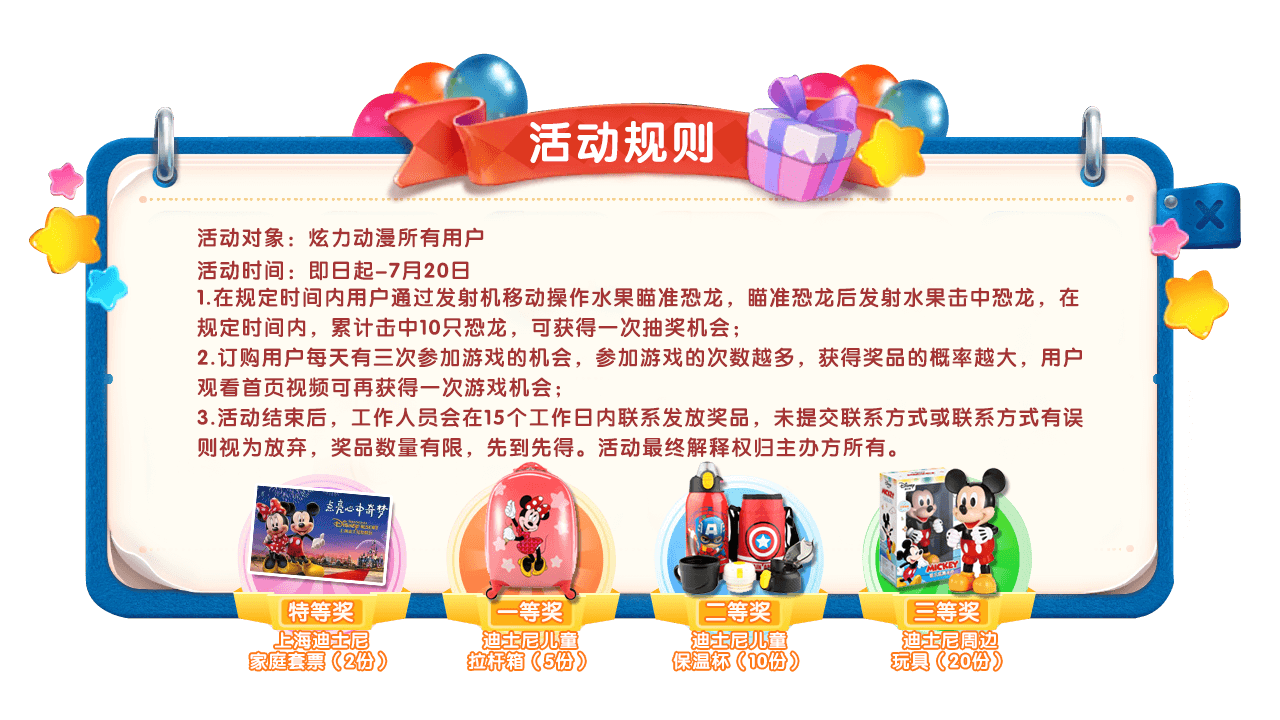 活动规则
活动对象：炫力动漫所有用户
活动时间：即日起-7月20日
1.在规定时间内用户通过发射机移动操作水果瞄准恐龙，瞄准恐龙后发射水果击中恐龙，在
规定时间内，累计击中10只恐龙，可获得一次抽奖机会；
2.订购用户每天有三次参加游戏的机会，参加游戏的次数越多，获得奖品的概率越大，用户
观看首页视频可再获得一次游戏机会；
3.活动结束后，工作人员会在15个工作日内联系发放奖品，未提交联系方式或联系方式有误
则视为放弃，奖品数量有限，先到先得。活动最终解释权归主办方所有。
点亮心中奇梦
Disney RESORT
Disney
MICKEY
MICKEY
特等奖
一等奖
二等奖
三等奖
上海迪士尼
家庭套票（2份）
迪士尼儿童
拉杆箱（5份）
迪士尼儿童
保温杯（10份）
迪士尼周边
玩具（20份）